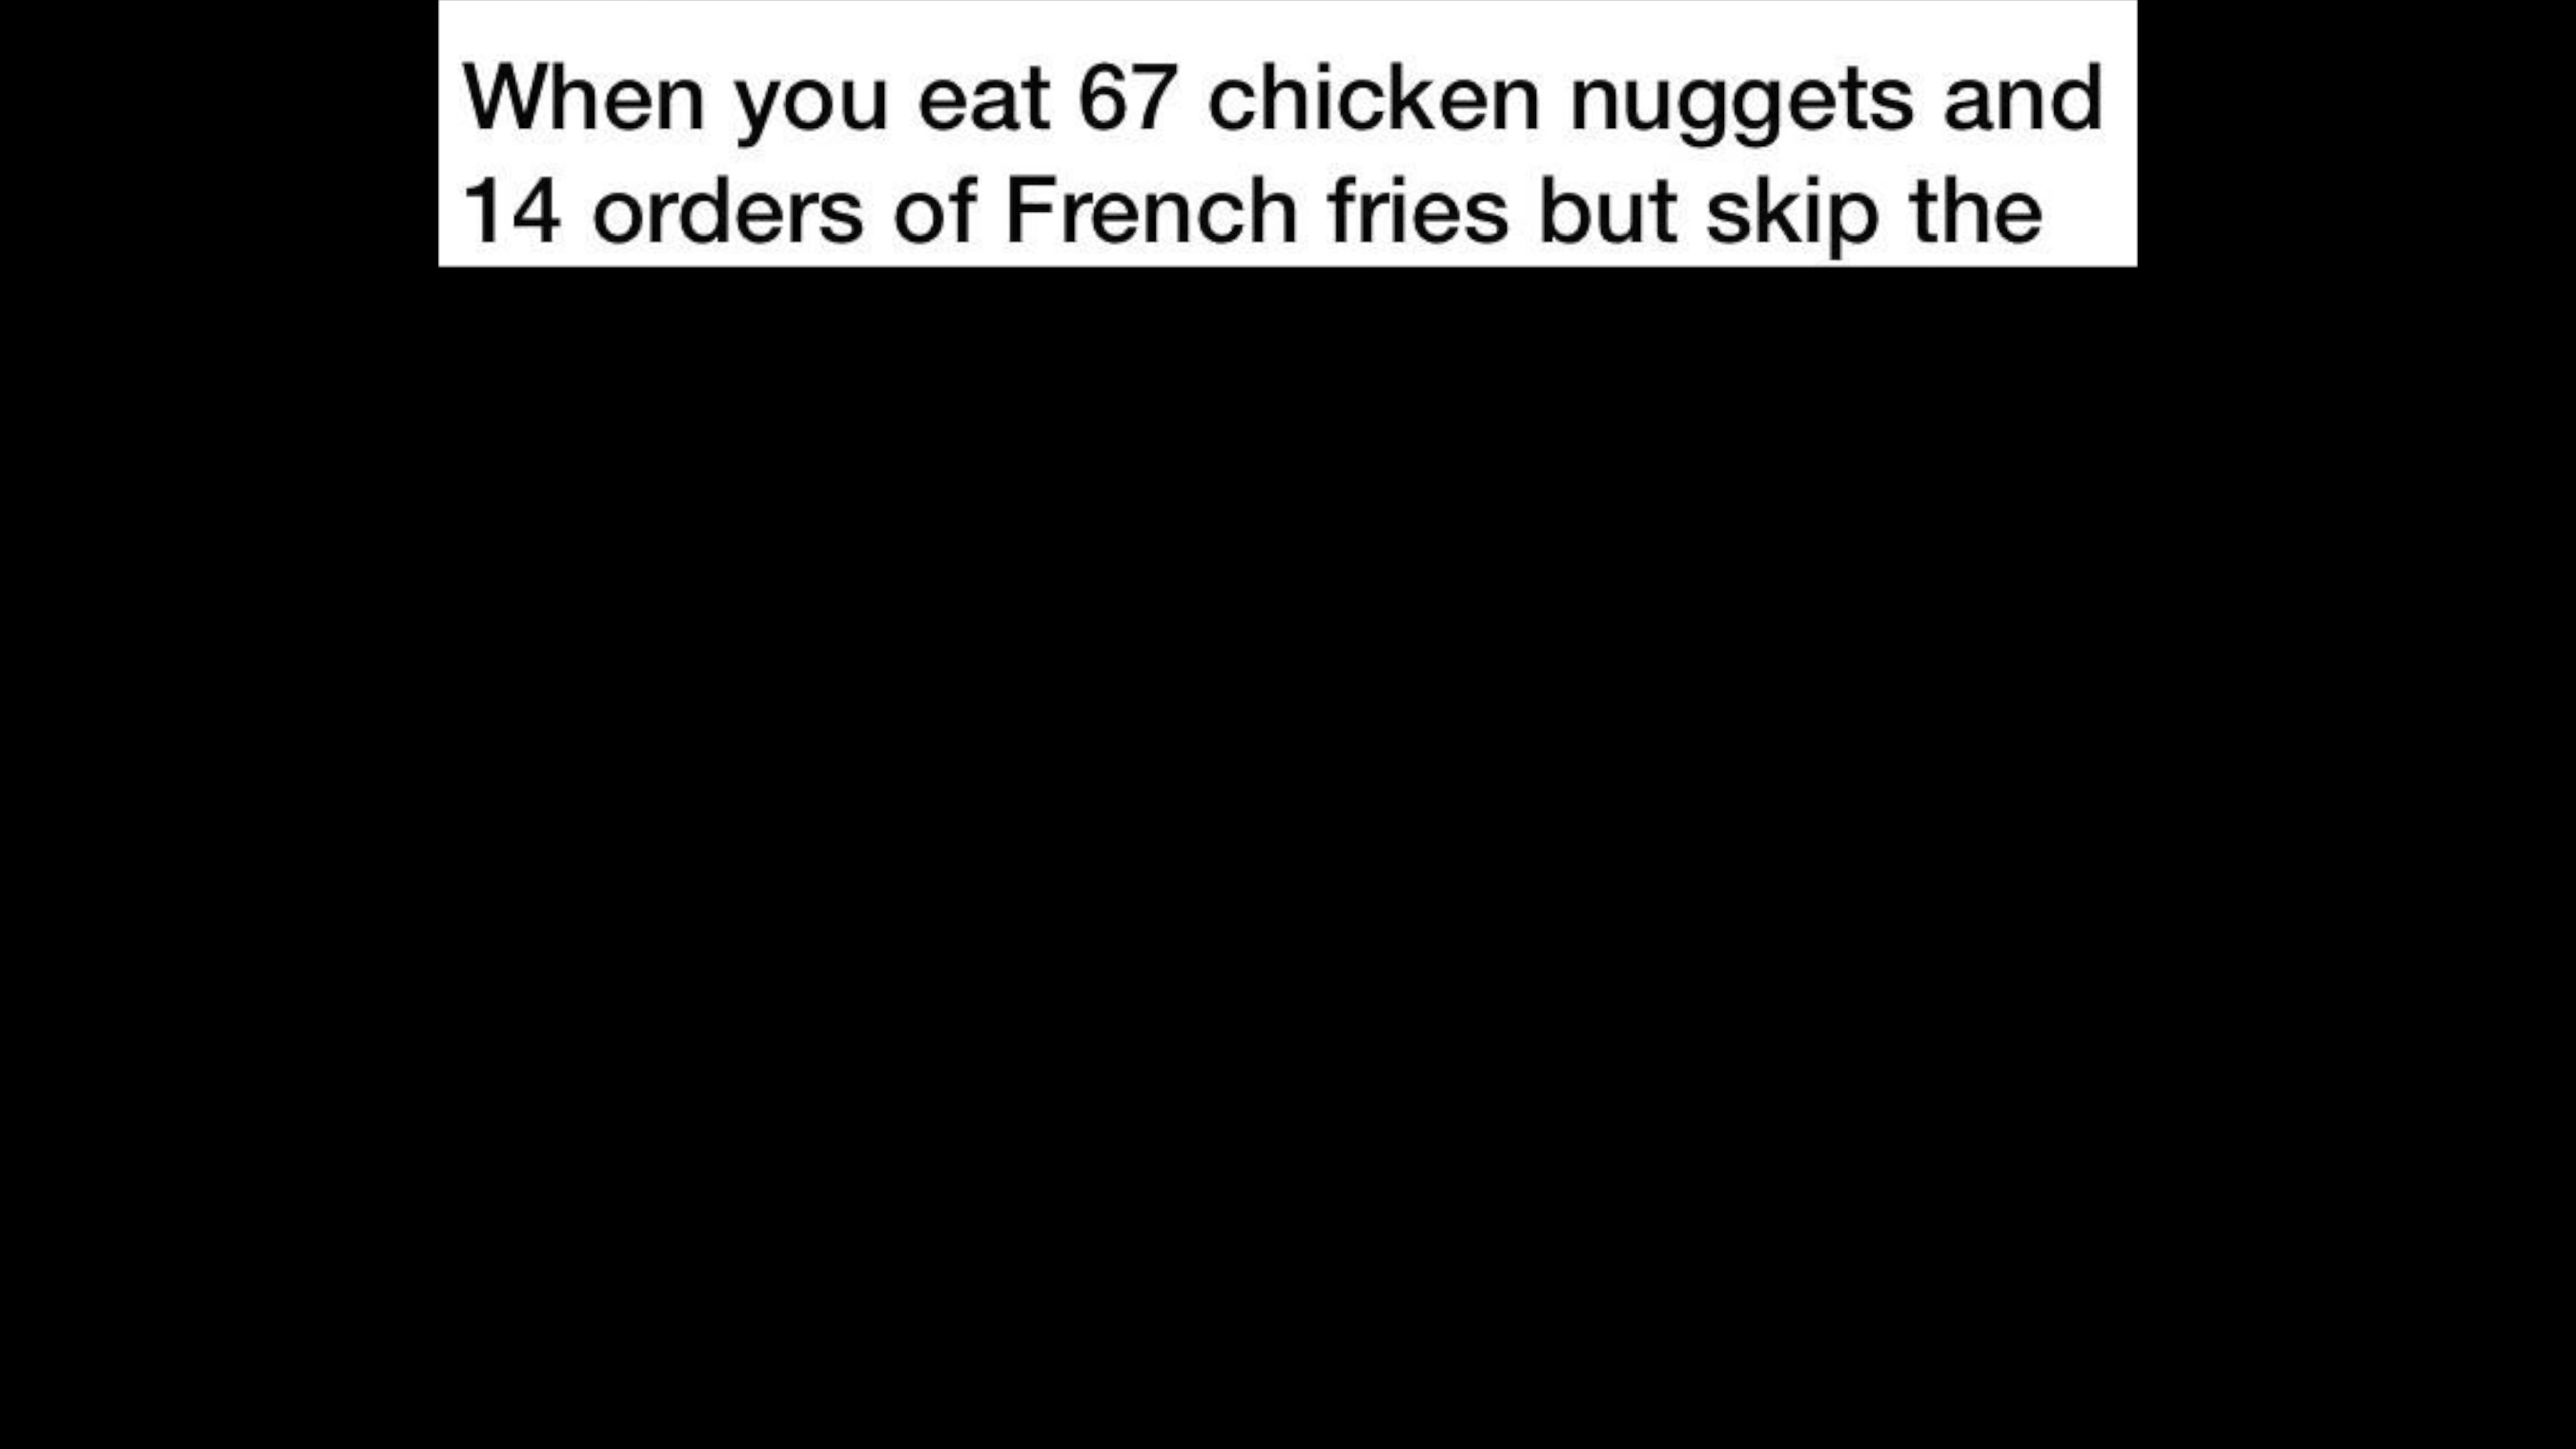 When you eat 67 chicken nuggets and
14 orders of French fries but skip the